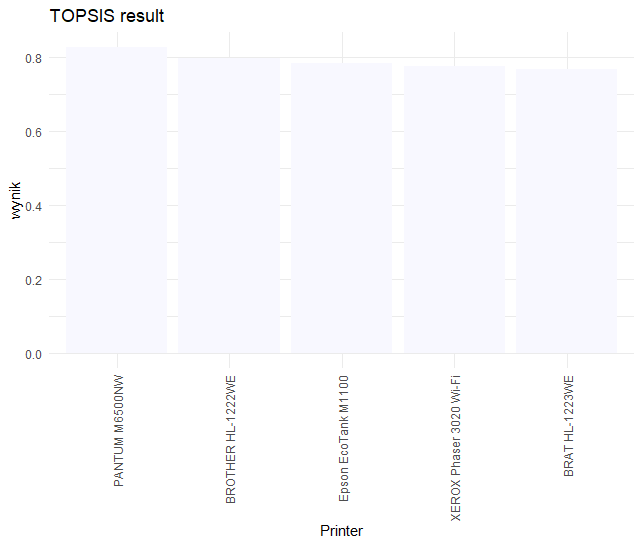 TOPSIS result
wynik
0.8
0.6
0.4
0.2
0.0
PANTUM M6500NW
BROTHER HL-1222WE
Epson EcoTank M1100
XEROX Phaser 3020 Wi-Fi
BRAT HL-1223WE
Printer